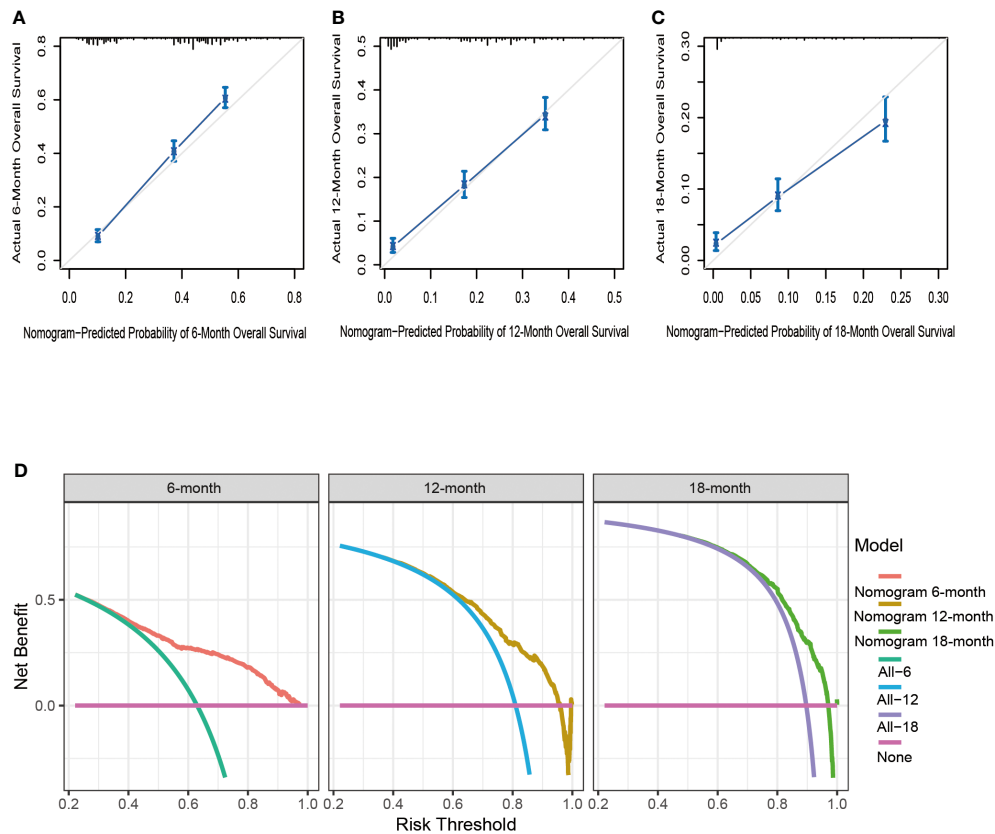 A
B
C
Actual 6-Month Overall Survival
0.0 0.2 0.4 0.6 0.8
0.0 0.2 0.4 0.6 0.8
Nomogram-Predicted Probability of 6-Month Overall Survival
Actual 12-Month Overall Survival
0.0 0.1 0.2 0.3 0.4 0.5
0.0 0.1 0.2 0.3 0.4 0.5
Nomogram-Predicted Probability of 12-Month Overall Survival
Actual 18-Month Overall Survival
0.00 0.10 0.20 0.30
0.00 0.05 0.10 0.15 0.20 0.25 0.30
Nomogram-Predicted Probability of 18-Month Overall Survival
D
6-month
12-month
18-month
Net Benefit
0.5
0.0
0.2 0.4 0.6 0.8 1.0
0.2 0.4 0.6 0.8 1.0
0.2 0.4 0.6 0.8 1.0
Risk Threshold
Model
Nomogram 6-month
Nomogram 12-month
Nomogram 18-month
All-6
All-12
All-18
None